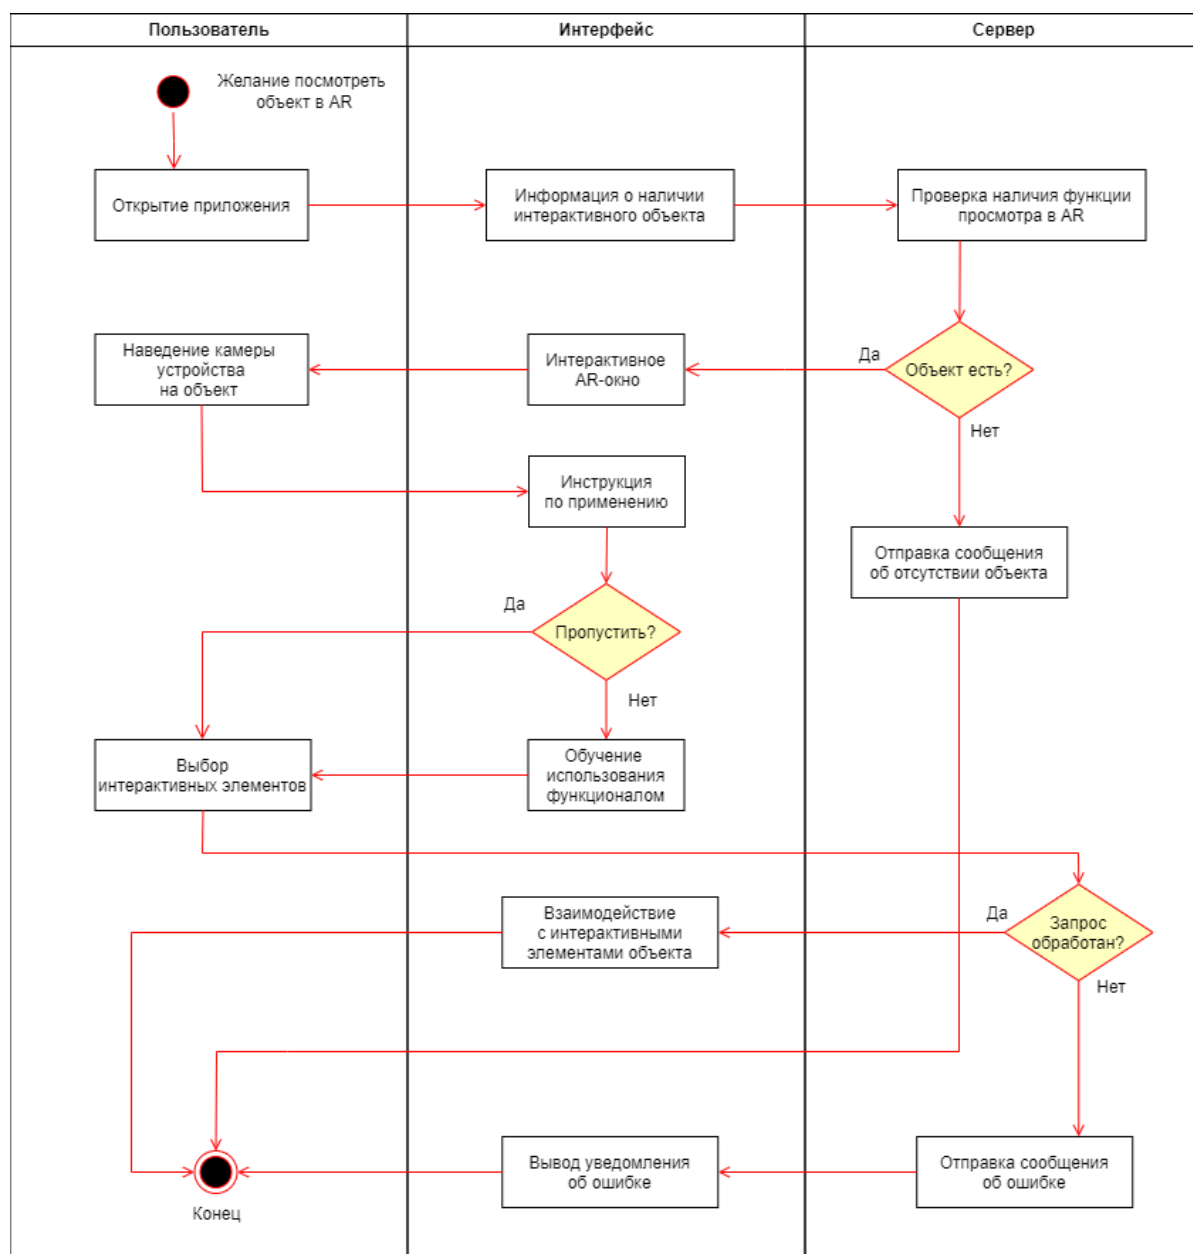 Пользователь
Интерфейс
Сервер
Желание посмотреть
объект в AR
Открытие приложения
Информация о наличии
интерактивного объекта
Проверка наличия функции
просмотра в AR
Наведение камеры
устройства
на объект
Интерактивное
AR-окно
Да
Объект есть?
Нет
Инструкция
по применению
Отправка сообщения
об отсутствии объекта
Да
Пропустить?
Нет
Выбор
интерактивных элементов
Обучение
использования
функционалом
Взаимодействие
с интерактивными
элементами объекта
Да
Запрос
обработан?
Нет
Вывод уведомления
об ошибке
Отправка сообщения
об ошибке
Конец